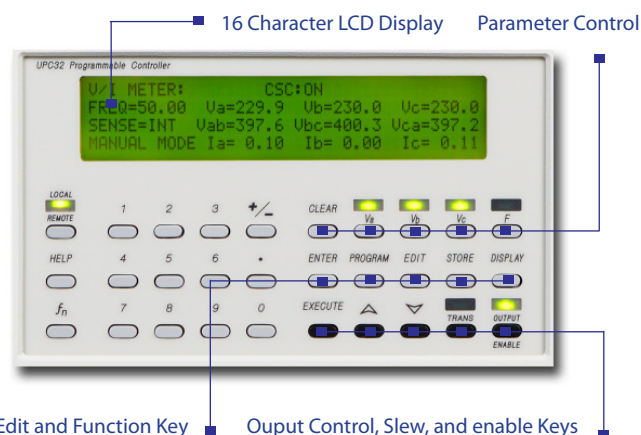 16 Character LCD Display Parameter Control
UPC32 Programmable Controller
V/I METER: CSC:ON
FREQ=50.00 Va=229.9 Vb=230.0 Vc=230.0
SENSE=INT Vab=397.6 Vbc=400.3 Vca=397.2
MANUAL MODE Ia= 0.10 Ib= 0.00 Ic= 0.11
LOCAL
REMOTE 1 2 3 +/− CLEAR Va Vb Vc F
HELP 4 5 6 • ENTER PROGRAM EDIT STORE DISPLAY
fn 7 8 9 0 EXECUTE TRANS OUTPUT
ENABLE
Edit and Function Key Ouput Control, Slew, and enable Keys